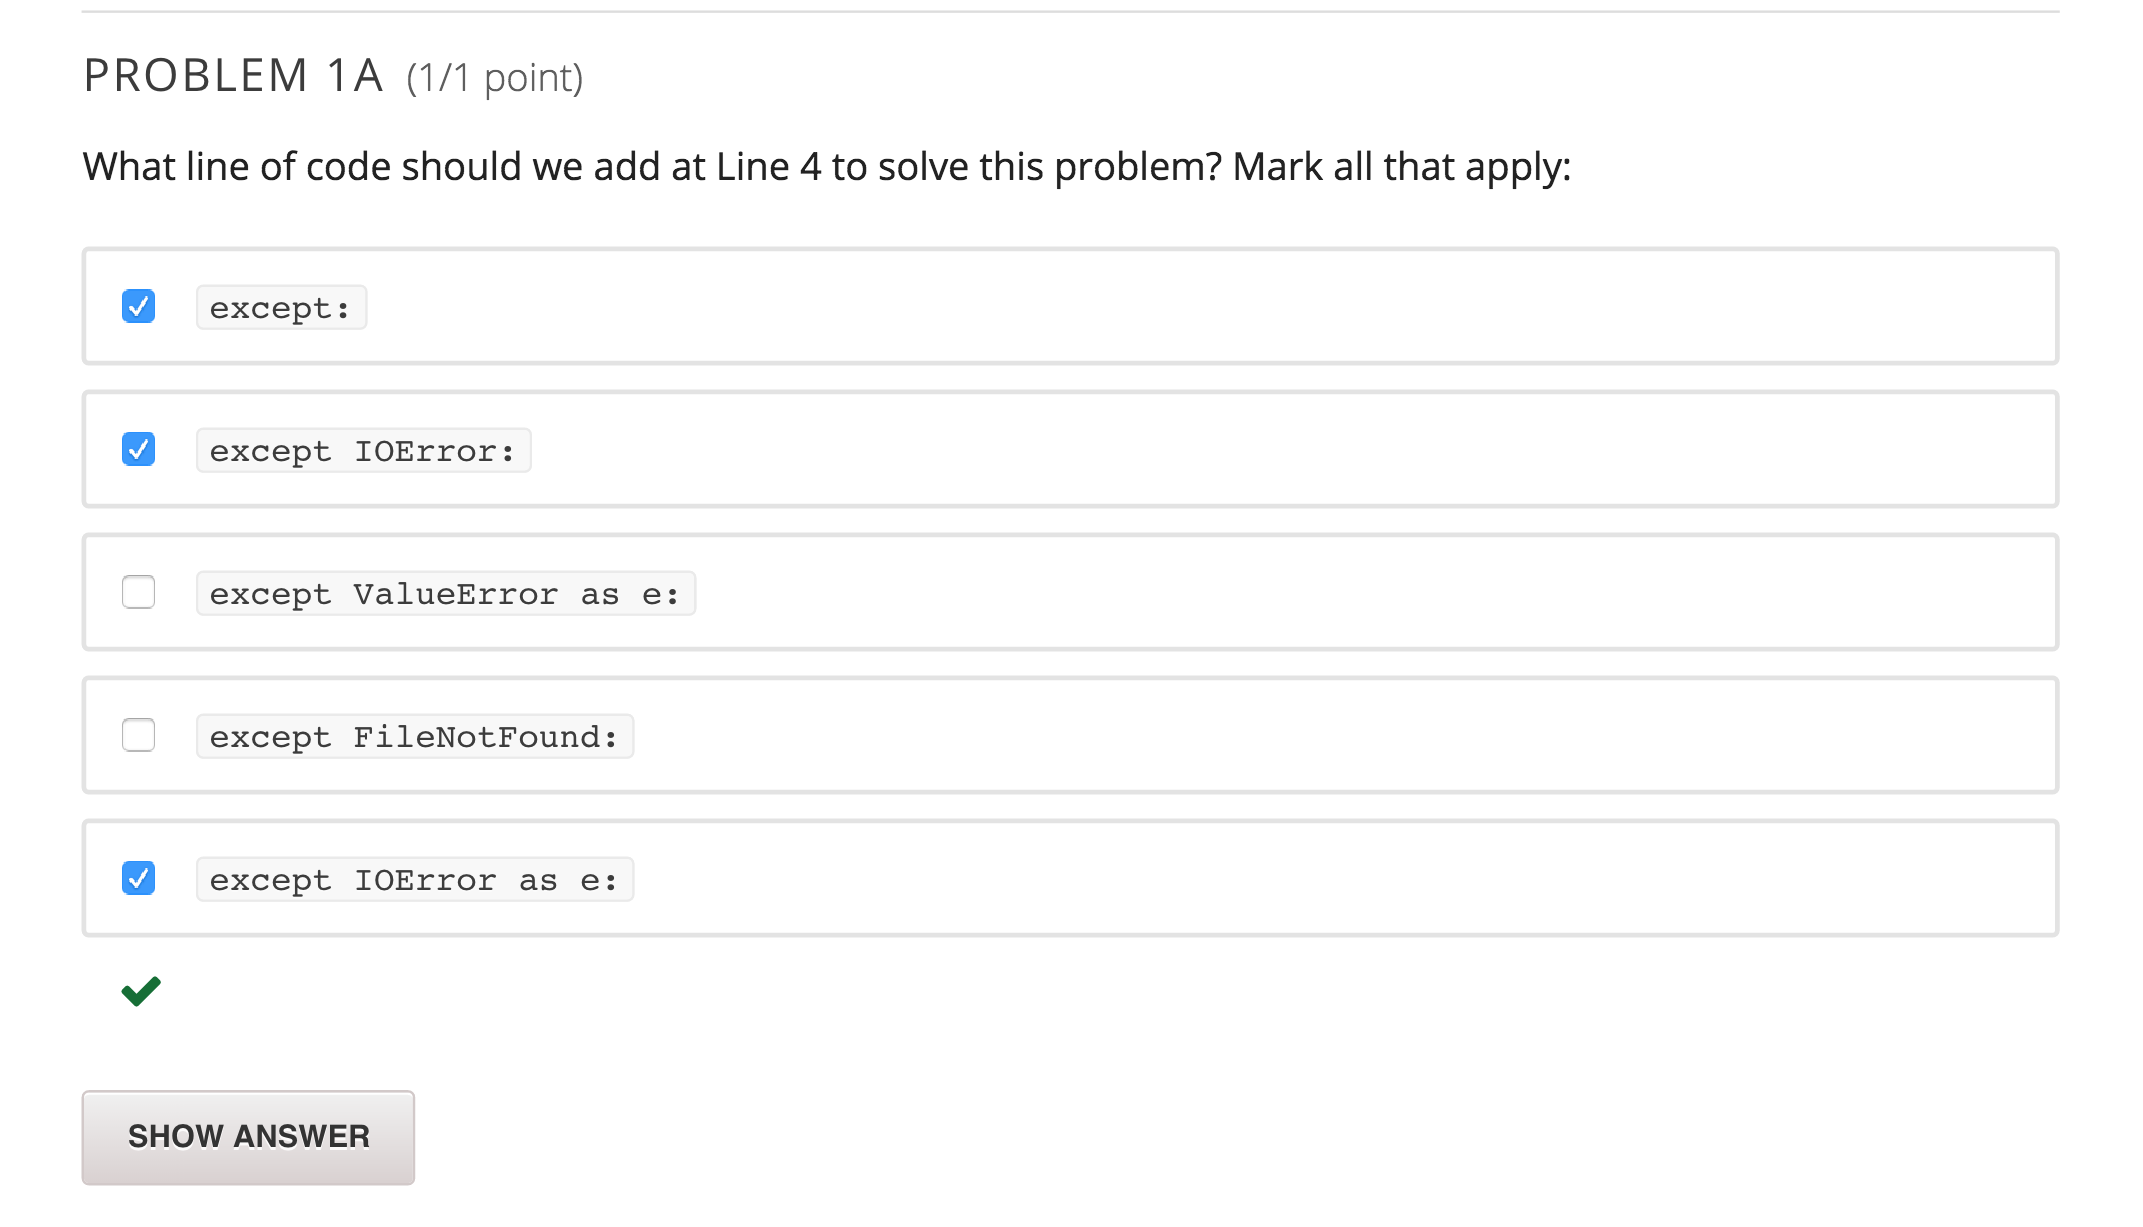 PROBLEM 1A (1/1 point)
What line of code should we add at Line 4 to solve this problem? Mark all that apply:
except:
except IOError:
except ValueError as e:
except FileNotFound:
except IOError as e:
SHOW ANSWER